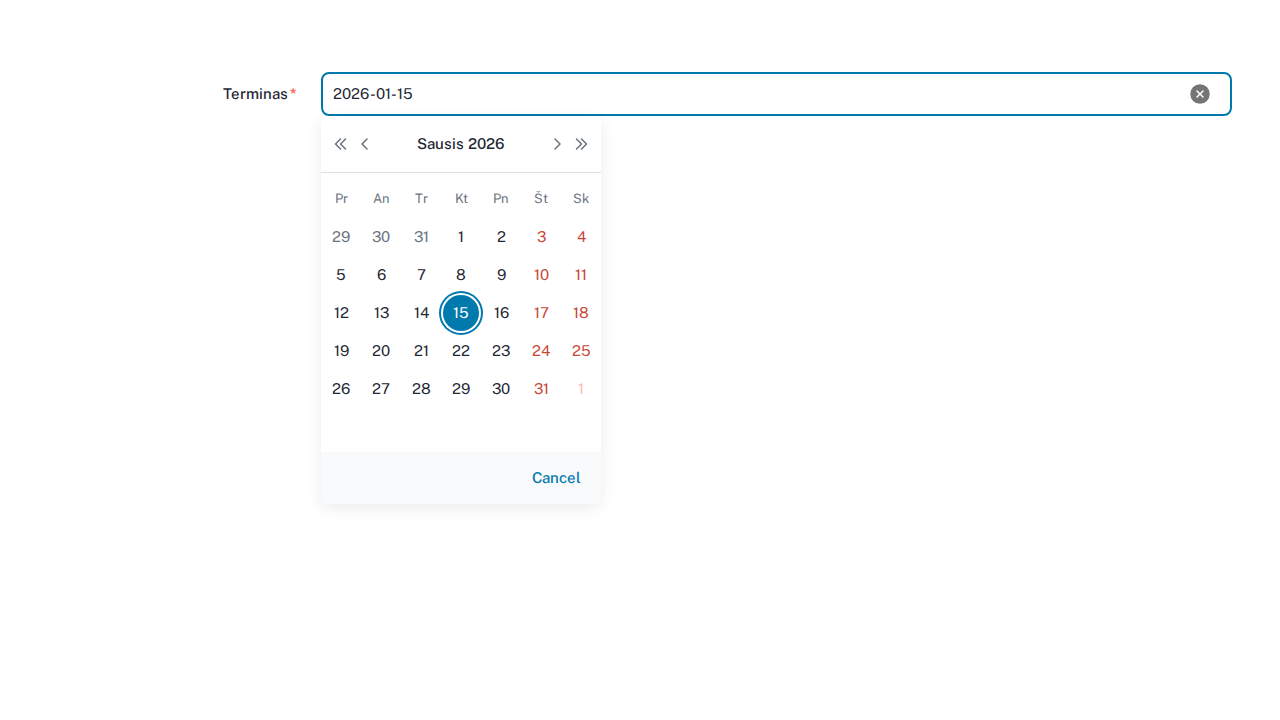 Terminas*
2026-01-15
Sausis 2026
Pr An Tr Kt Pn Št Sk
29 30 31 1 2 3 4
5 6 7 8 9 10 11
12 13 14 15 16 17 18
19 20 21 22 23 24 25
26 27 28 29 30 31 1
Cancel